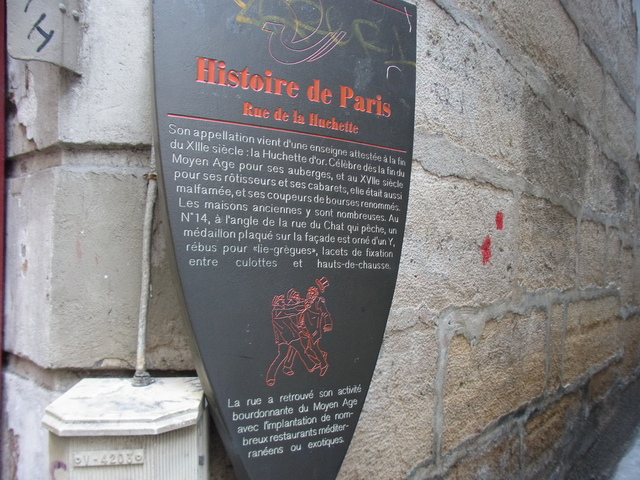 Histoire de Paris
Rue de la Huchette
Son appellation vient d'une enseigne attestée à la fin
du XIIIe siècle : la Huchette d'or. Célèbre dès la fin du
Moyen Age pour ses auberges, et au XVIIe siècle
pour ses rôtisseurs et ses cabarets, elle était aussi
malfamée, et ses coupeurs de bourses renommés.
Les maisons anciennes y sont nombreuses. Au
N°14, à l'angle de la rue du Chat qui pêche, un
médaillon plaqué sur la façade est orné d'un Y,
rébus pour «lie-grègues», lacets de fixation
entre culottes et hauts-de-chausse.
La rue a retrouvé son activité
bourdonnante du Moyen Age
avec l'implantation de nom-
breux restaurants méditer-
ranéens ou exotiques.
V-4203